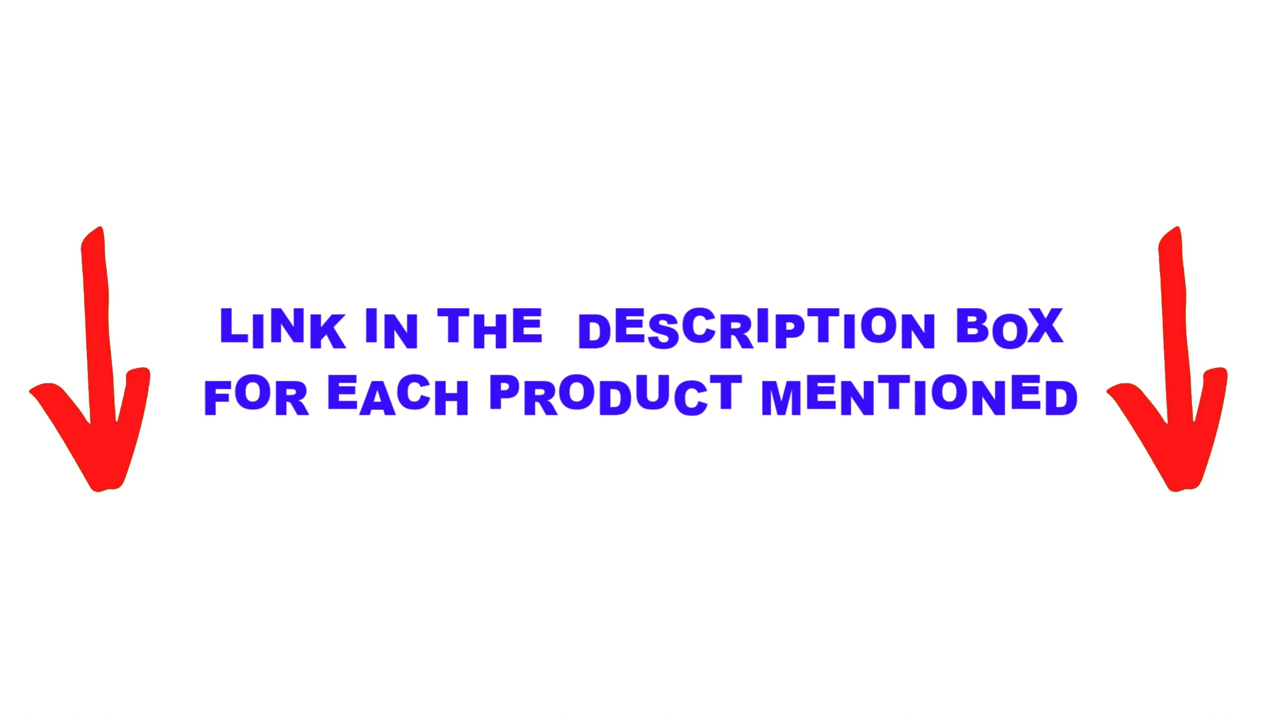 LINK IN THE DESCRIPTION BOX
FOR EACH PRODUCT MENTIONED